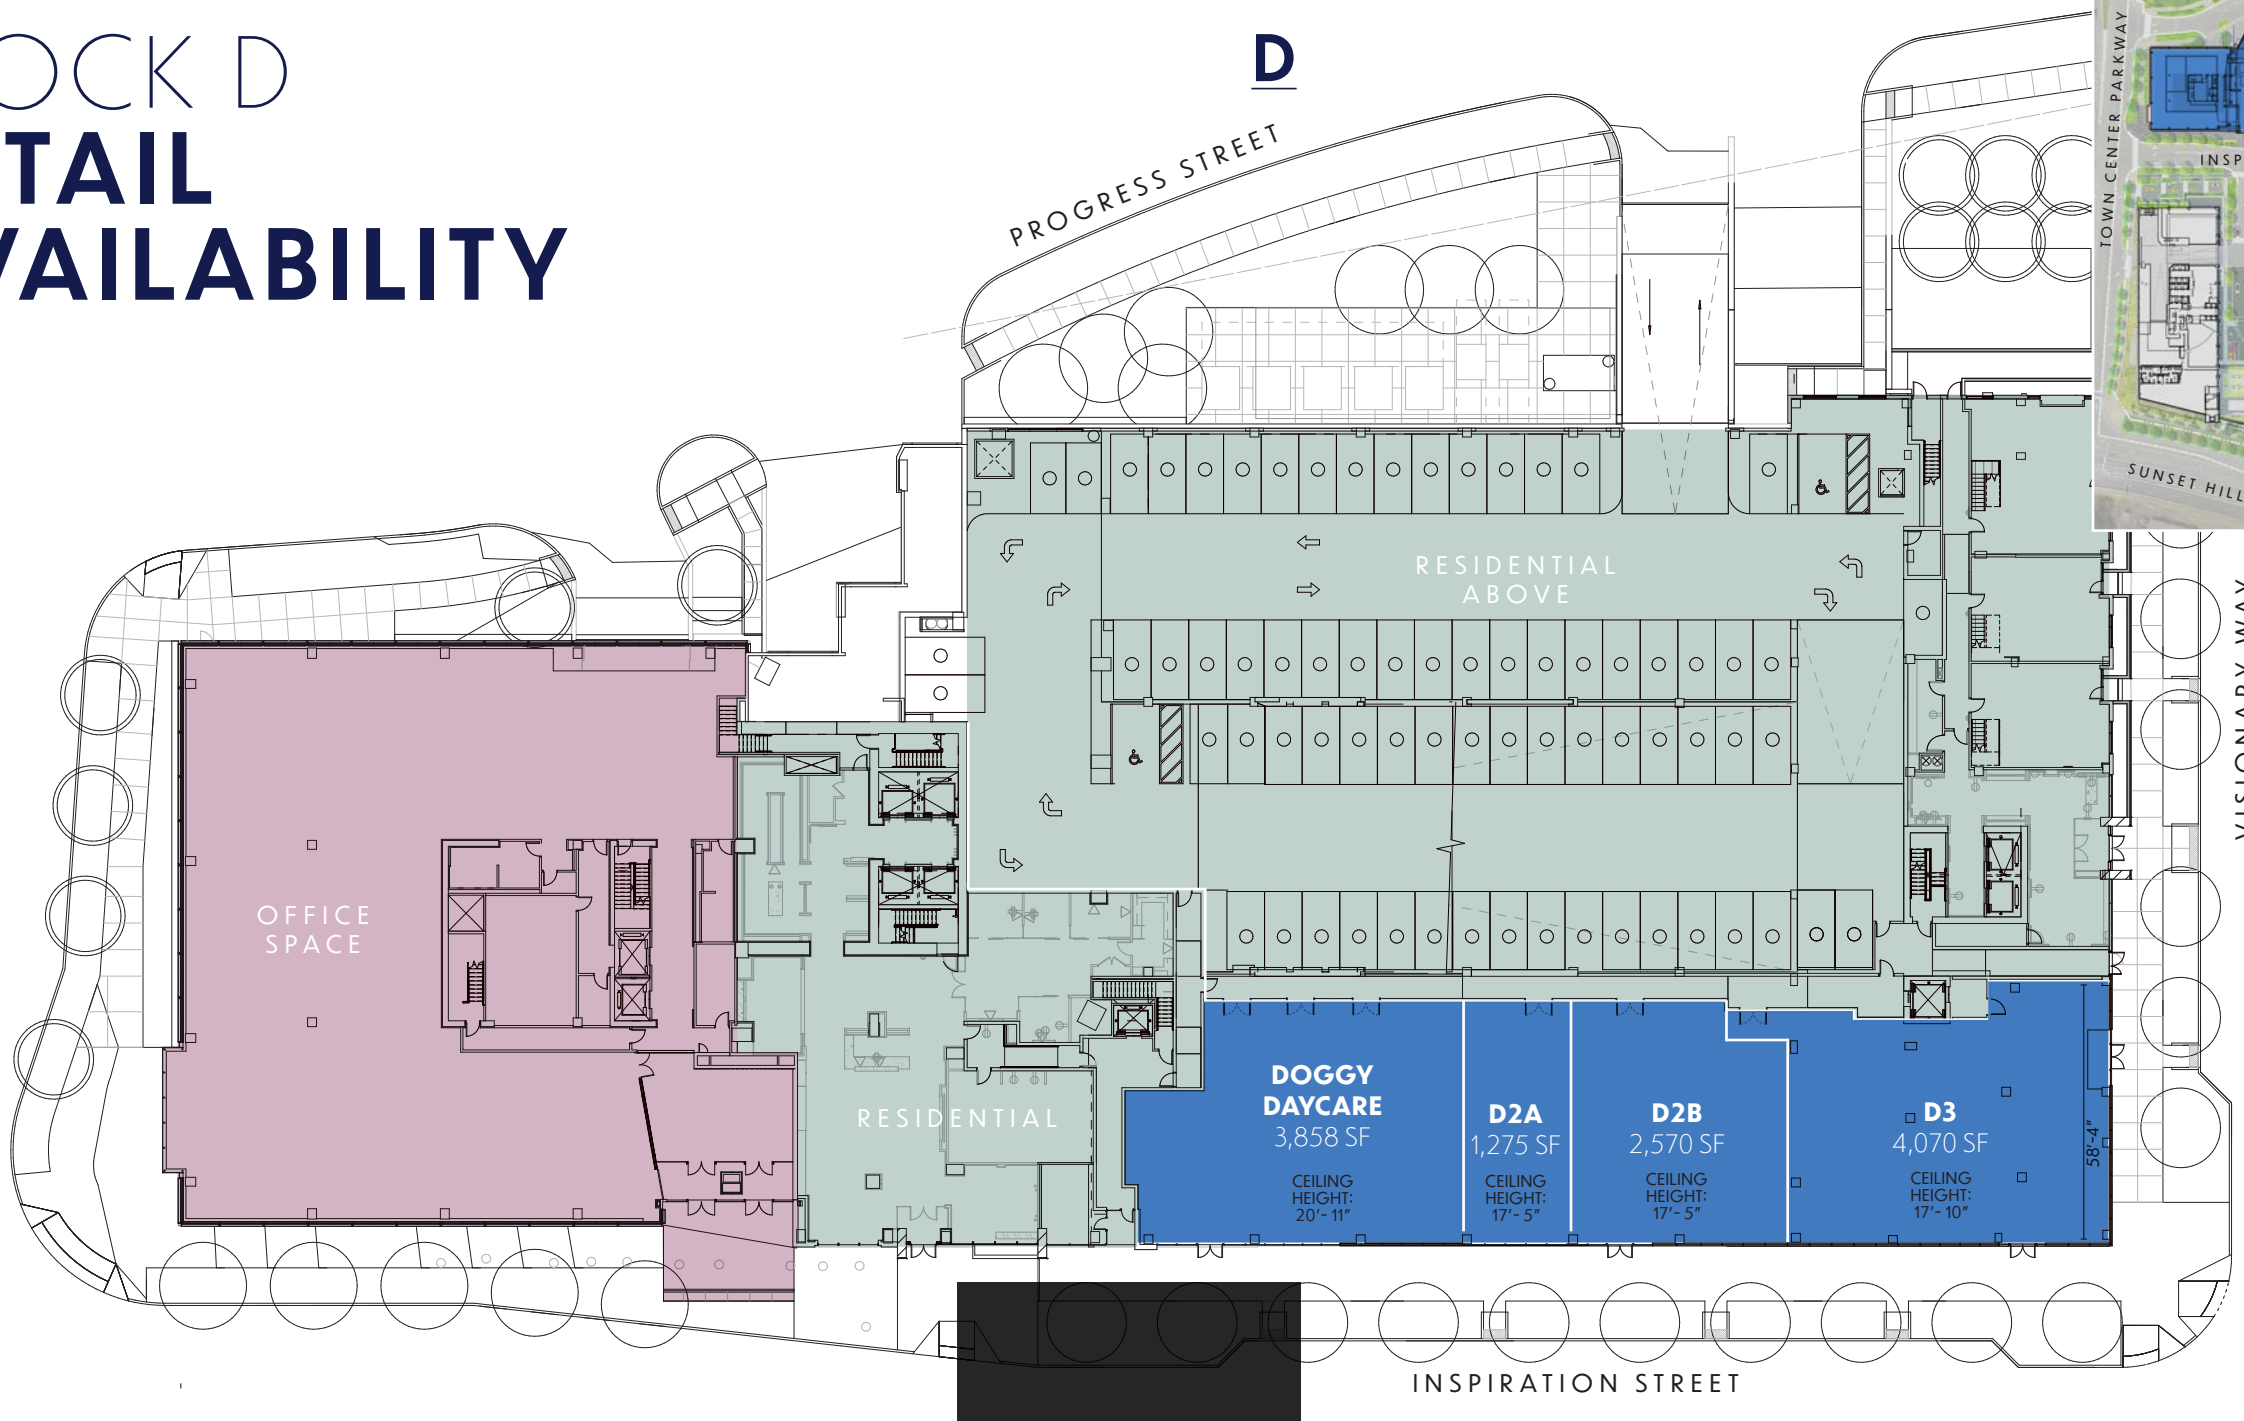 OCK D
TAIL
VAILABILITY
D
PROGRESS STREET
TOWN CENTER PARKWAY
INSP
SUNSET HILL
VISIONARY WAY
RESIDENTIAL
ABOVE
OFFICE
SPACE
RESIDENTIAL
DOGGY
DAYCARE
3,858 SF
CEILING
HEIGHT:
20'- 11"
D2A
1,275 SF
CEILING
HEIGHT:
17'- 5"
D2B
2,570 SF
CEILING
HEIGHT:
17'- 5"
D3
4,070 SF
CEILING
HEIGHT:
17'- 10"
58'-4"
INSPIRATION STREET